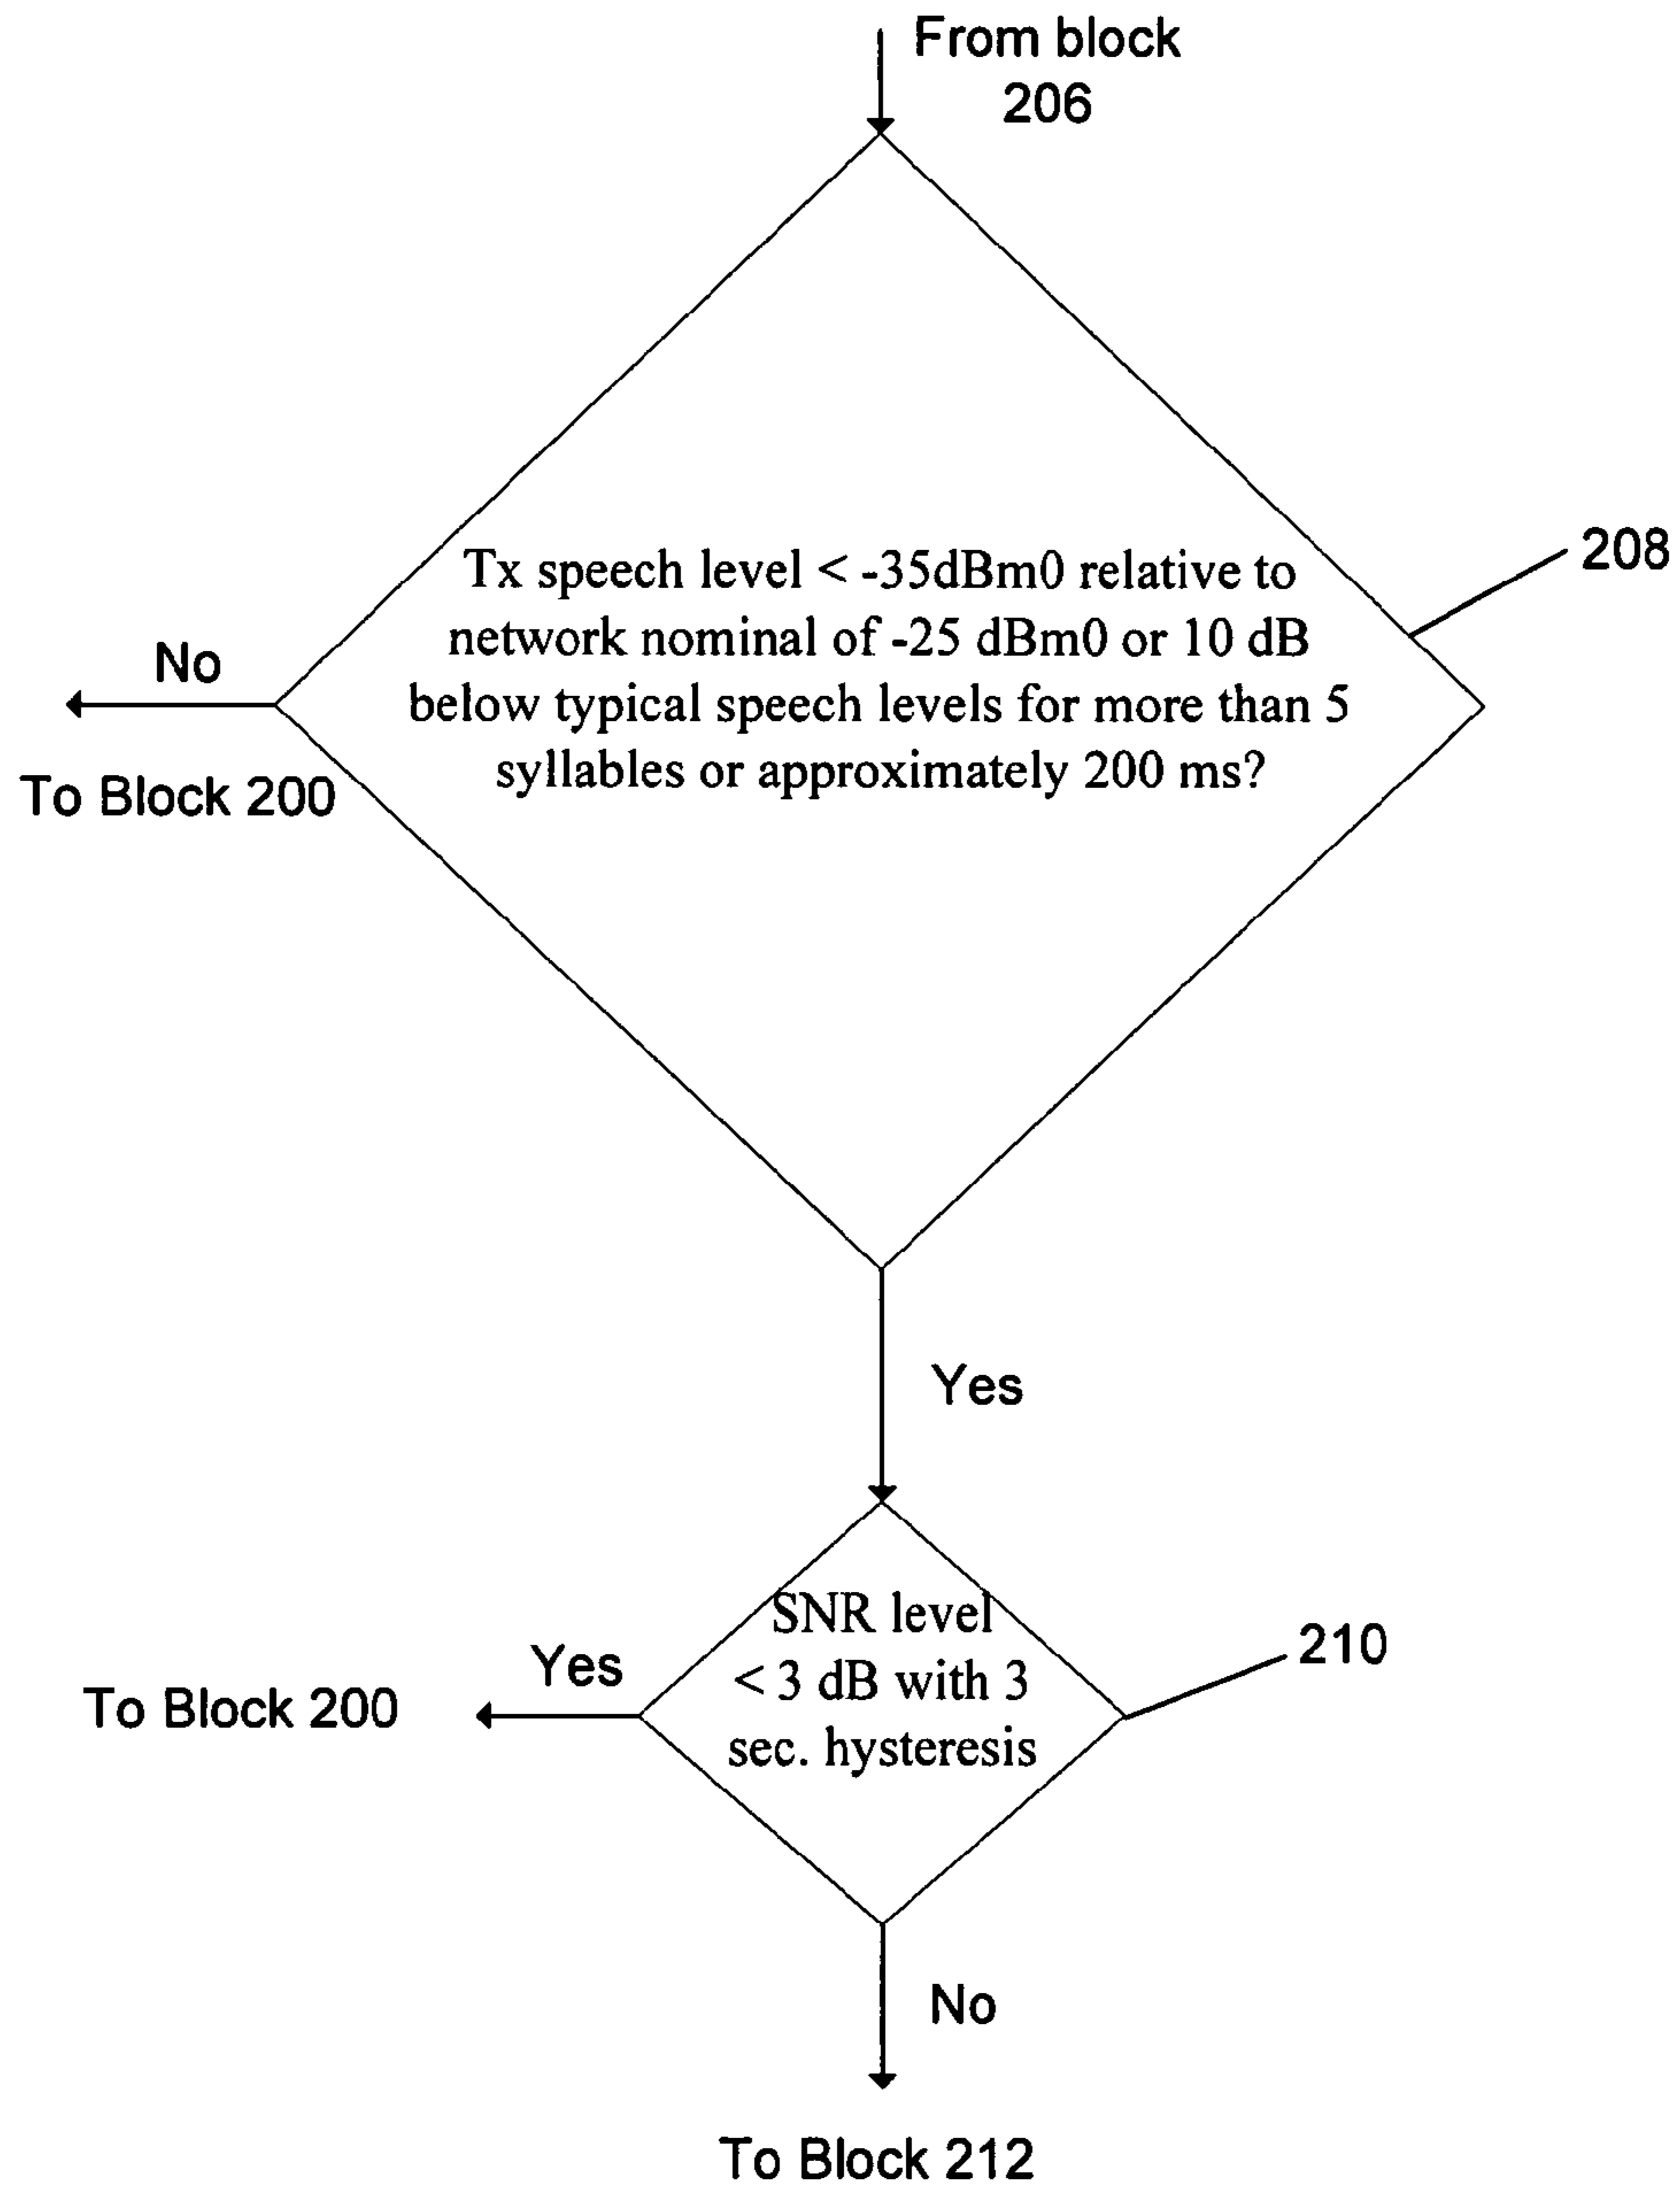 From block
206
Tx speech level < -35dBm0 relative to
network nominal of -25 dBm0 or 10 dB
below typical speech levels for more than 5
syllables or approximately 200 ms?
208
No
To Block 200
Yes
SNR level
< 3 dB with 3
sec. hysteresis
210
Yes
To Block 200
No
To Block 212